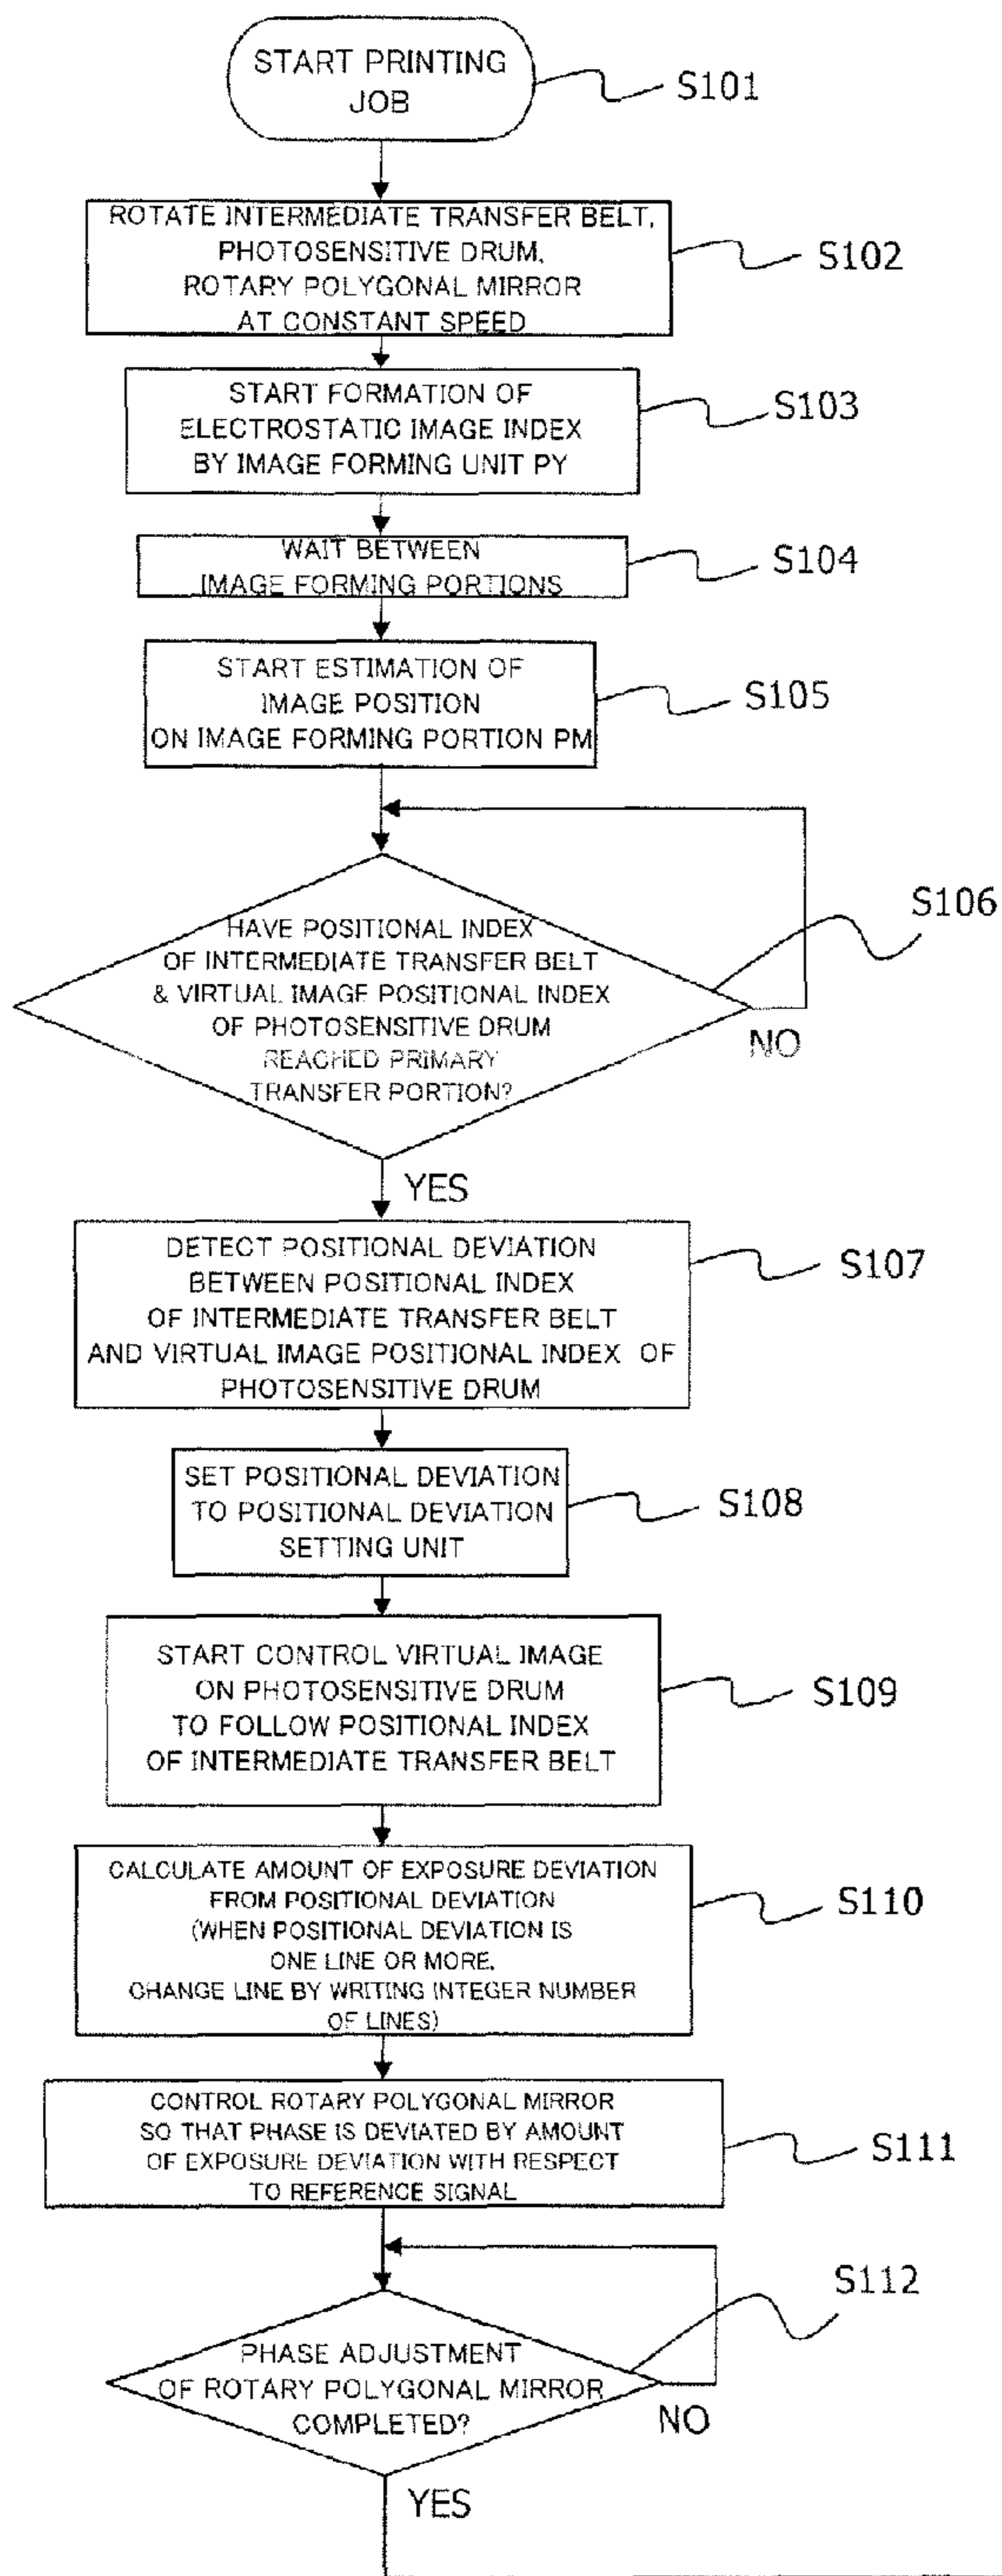 START PRINTING
JOB
S101
ROTATE INTERMEDIATE TRANSFER BELT,
PHOTOSENSITIVE DRUM,
ROTARY POLYGONAL MIRROR
AT CONSTANT SPEED
S102
START FORMATION OF
ELECTROSTATIC IMAGE INDEX
BY IMAGE FORMING UNIT PY
S103
WAIT BETWEEN
IMAGE FORMING PORTIONS
S104
START ESTIMATION OF
IMAGE POSITION
ON IMAGE FORMING PORTION PM
S105
HAVE POSITIONAL INDEX
OF INTERMEDIATE TRANSFER BELT
& VIRTUAL IMAGE POSITIONAL INDEX
OF PHOTOSENSITIVE DRUM
REACHED PRIMARY
TRANSFER PORTION?
S106
NO
YES
DETECT POSITIONAL DEVIATION
BETWEEN POSITIONAL INDEX
OF INTERMEDIATE TRANSFER BELT
AND VIRTUAL IMAGE POSITIONAL INDEX OF
PHOTOSENSITIVE DRUM
S107
SET POSITIONAL DEVIATION
TO POSITIONAL DEVIATION
SETTING UNIT
S108
START CONTROL VIRTUAL IMAGE
ON PHOTOSENSITIVE DRUM
TO FOLLOW POSITIONAL INDEX
OF INTERMEDIATE TRANSFER BELT
S109
CALCULATE AMOUNT OF EXPOSURE DEVIATION
FROM POSITIONAL DEVIATION
(WHEN POSITIONAL DEVIATION IS
ONE LINE OR MORE,
CHANGE LINE BY WRITING INTEGER NUMBER
OF LINES)
S110
CONTROL ROTARY POLYGONAL MIRROR
SO THAT PHASE IS DEVIATED BY AMOUNT
OF EXPOSURE DEVIATION WITH RESPECT
TO REFERENCE SIGNAL
S111
PHASE ADJUSTMENT
OF ROTARY POLYGONAL MIRROR
COMPLETED?
S112
NO
YES